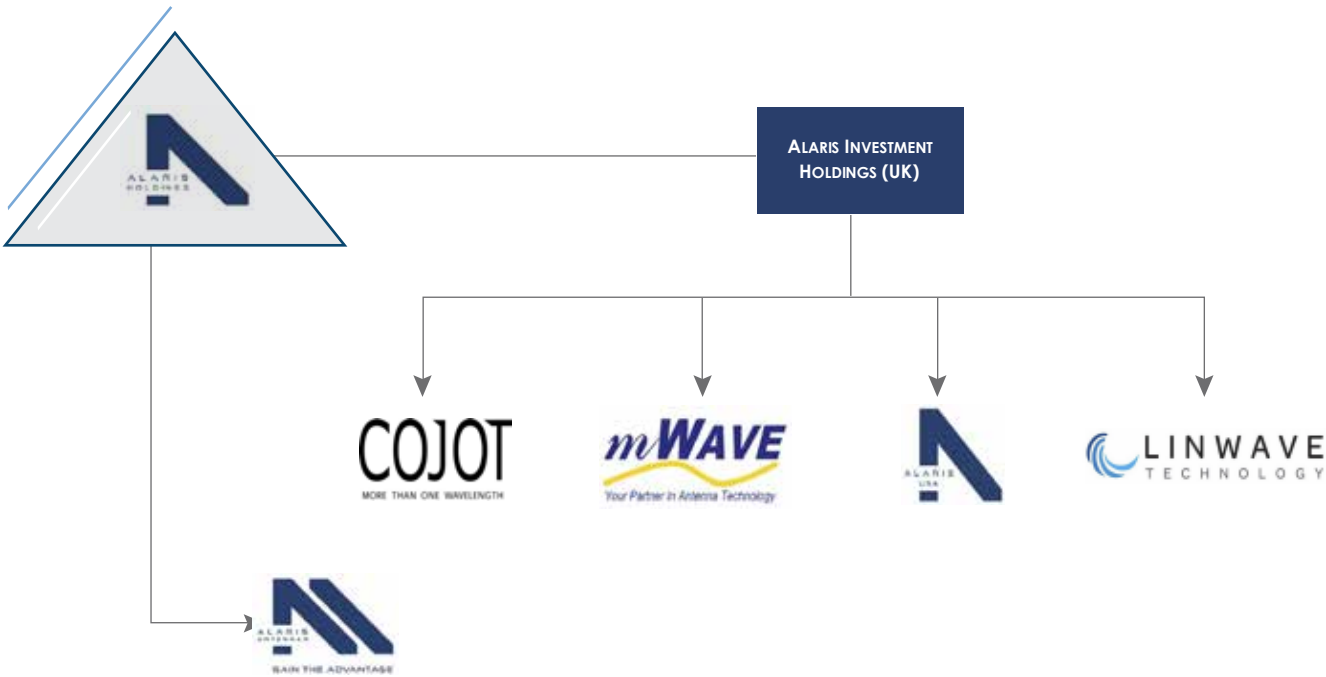 ALARIS
HOLDINGS
ALARIS INVESTMENT
HOLDINGS (UK)
COJOT
MORE THAN ONE WAVELENGTH
mWAVE
Your Partner in Antenna Technology
ALARIS
USA
LINWAVE
TECHNOLOGY
ALARIS
ANTENNAS
GAIN THE ADVANTAGE